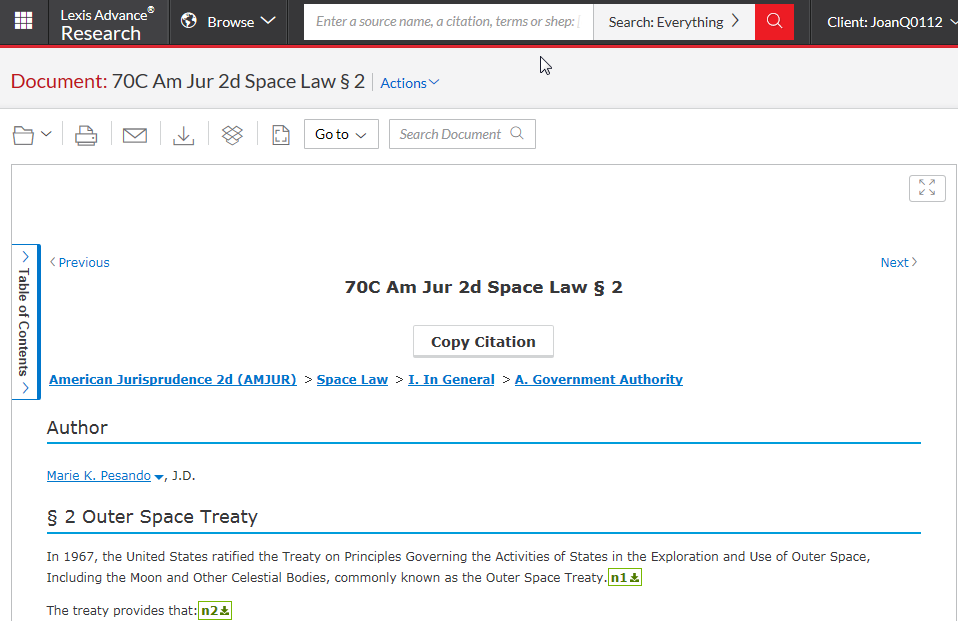 Lexis Advance®
Research
Browse
Enter a source name, a citation, terms or shep:
Search: Everything
Client: JoanQ0112
Document: 70C Am Jur 2d Space Law § 2
Actions
Go to
Search Document
Table of Contents
Previous
Next
70C Am Jur 2d Space Law § 2
Copy Citation
American Jurisprudence 2d (AMJUR) > Space Law > I. In General > A. Government Authority
Author
Marie K. Pesando, J.D.
§ 2 Outer Space Treaty
In 1967, the United States ratified the Treaty on Principles Governing the Activities of States in the Exploration and Use of Outer Space,
Including the Moon and Other Celestial Bodies, commonly known as the Outer Space Treaty. n1
The treaty provides that: n2